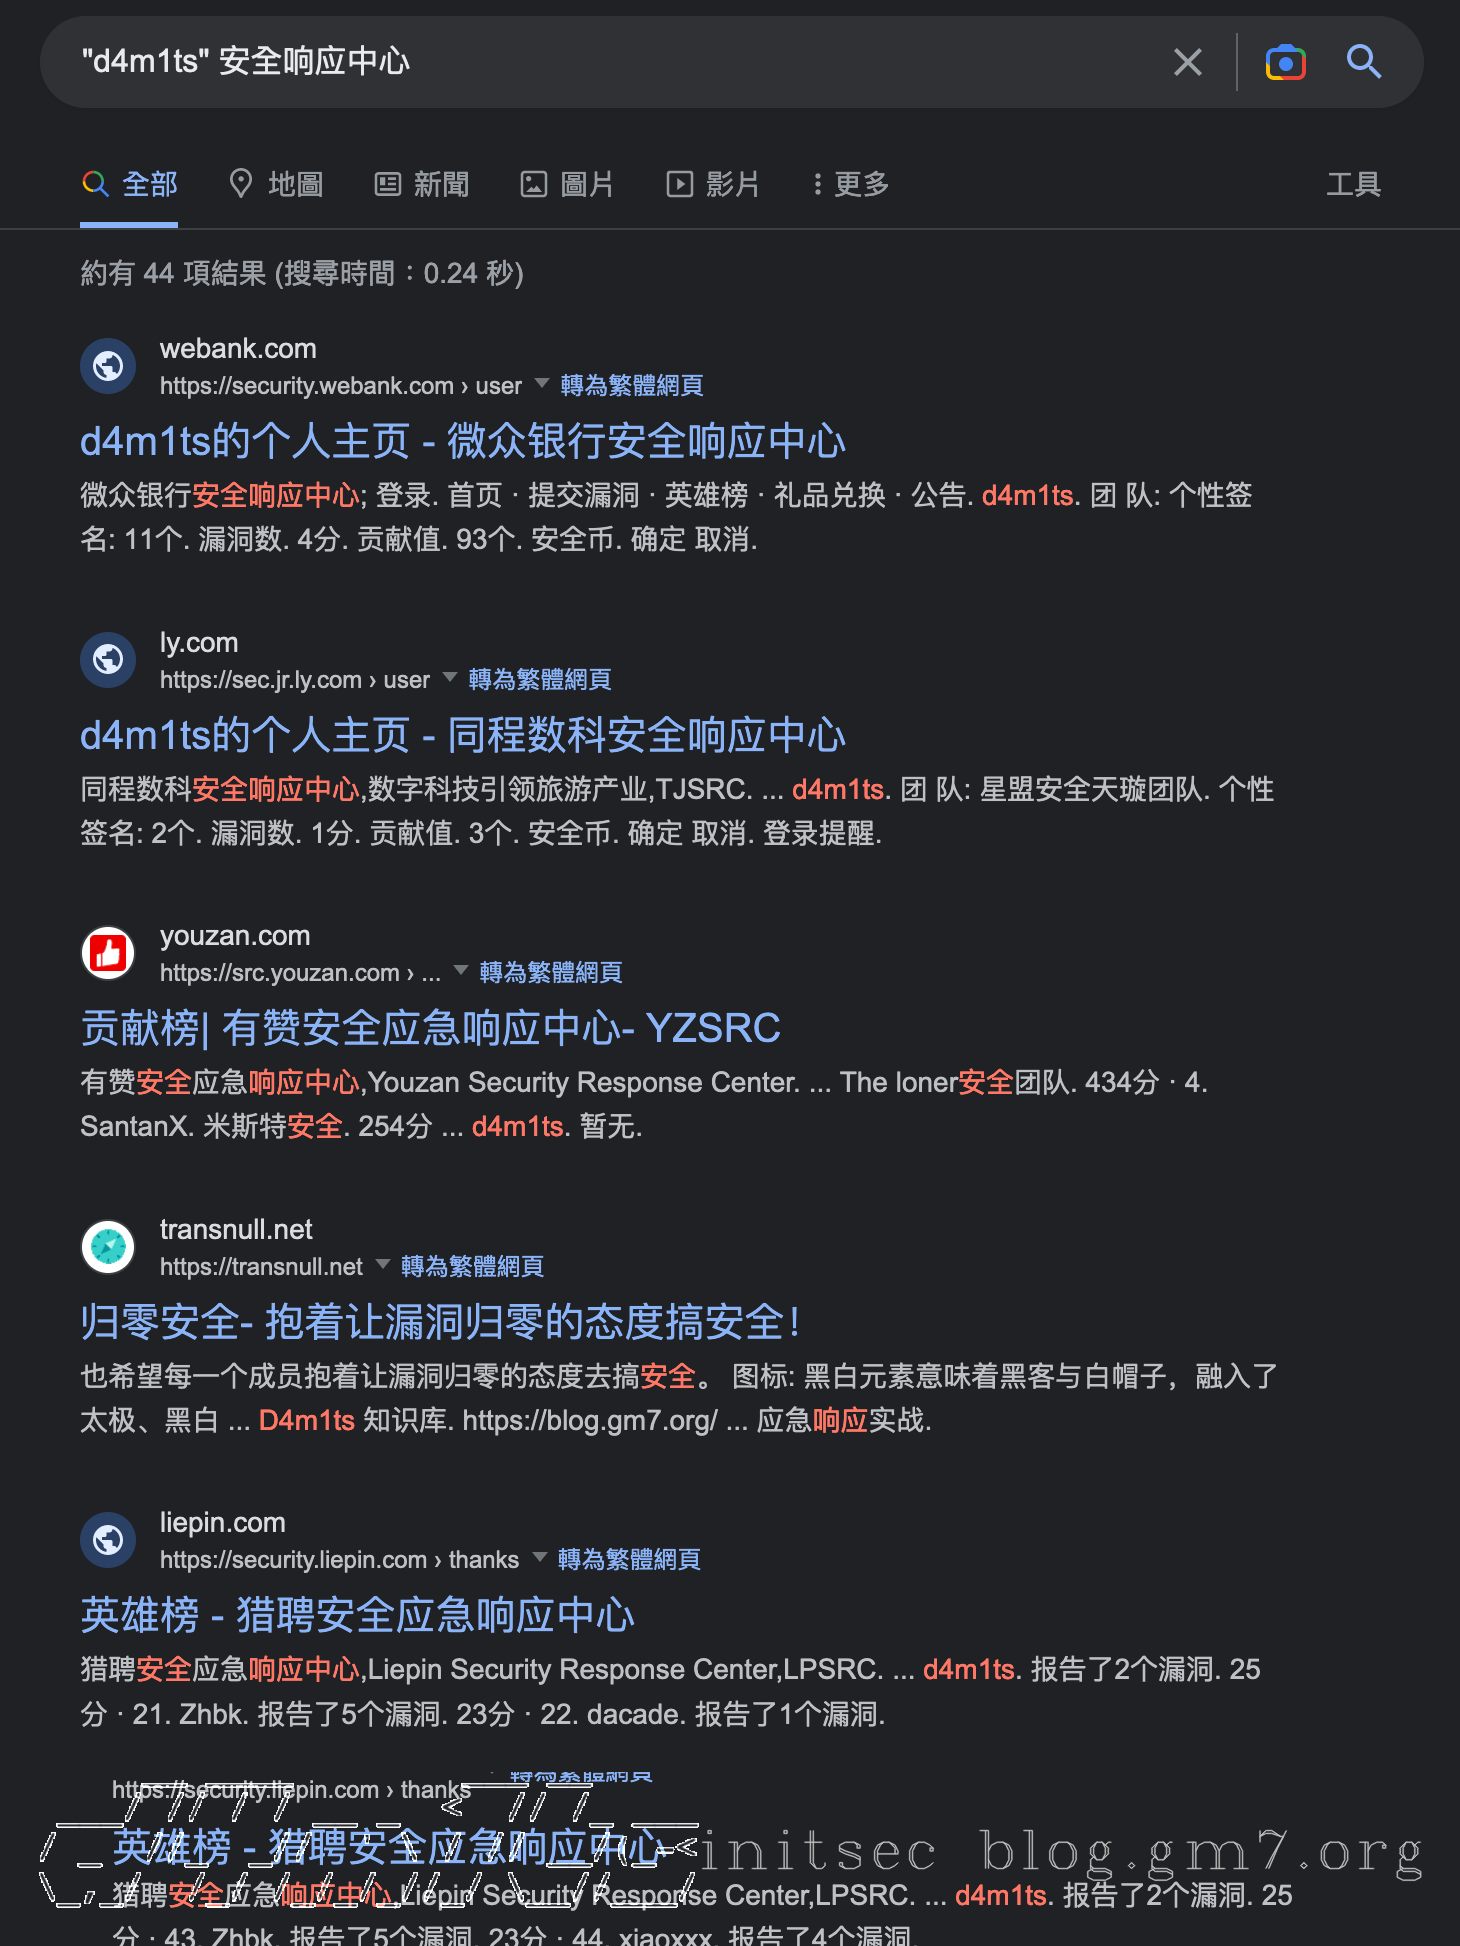 "d4m1ts" 安全响应中心
全部 地圖 新聞 圖片 影片 更多 工具
約有 44 項結果 (搜尋時間：0.24 秒)
webank.com
https://security.webank.com › user 轉為繁體網頁
d4m1ts的个人主页 - 微众银行安全响应中心
微众银行安全响应中心; 登录. 首页 · 提交漏洞 · 英雄榜 · 礼品兑换 · 公告. d4m1ts. 团 队: 个性签
名: 11个. 漏洞数. 4分. 贡献值. 93个. 安全币. 确定 取消.
ly.com
https://sec.jr.ly.com › user 轉為繁體網頁
d4m1ts的个人主页 - 同程数科安全响应中心
同程数科安全响应中心,数字科技引领旅游产业,TJSRC. ... d4m1ts. 团 队: 星盟安全天璇团队. 个性
签名: 2个. 漏洞数. 1分. 贡献值. 3个. 安全币. 确定 取消. 登录提醒.
youzan.com
https://src.youzan.com › ... 轉為繁體網頁
贡献榜| 有赞安全应急响应中心- YZSRC
有赞安全应急响应中心,Youzan Security Response Center. ... The loner安全团队. 434分 · 4.
SantanX. 米斯特安全. 254分 ... d4m1ts. 暂无.
transnull.net
https://transnull.net 轉為繁體網頁
归零安全- 抱着让漏洞归零的态度搞安全！
也希望每一个成员抱着让漏洞归零的态度去搞安全。 图标: 黑白元素意味着黑客与白帽子，融入了
太极、黑白 ... D4m1ts 知识库. https://blog.gm7.org/ ... 应急响应实战.
liepin.com
https://security.liepin.com › thanks 轉為繁體網頁
英雄榜 - 猎聘安全应急响应中心
猎聘安全应急响应中心,Liepin Security Response Center,LPSRC. ... d4m1ts. 报告了2个漏洞. 25
分 · 21. Zhbk. 报告了5个漏洞. 23分 · 22. dacade. 报告了1个漏洞.
https://security.liepin.com › thanks 轉為繁體網頁
英雄榜 - 猎聘安全应急响应中心
initsec blog.gm7.org
猎聘安全应急响应中心,Liepin Security Response Center,LPSRC. ... d4m1ts. 报告了2个漏洞. 25
分 · 43. Zhbk. 报告了5个漏洞. 23分 · 44. xiaoxxx. 报告了4个漏洞.